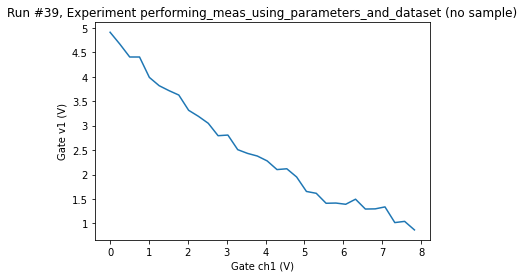 Run #39, Experiment performing_meas_using_parameters_and_dataset (no sample)
5
4.5
4
3.5
3
2.5
2
1.5
1
Gate v1 (V)
0 1 2 3 4 5 6 7 8
Gate ch1 (V)